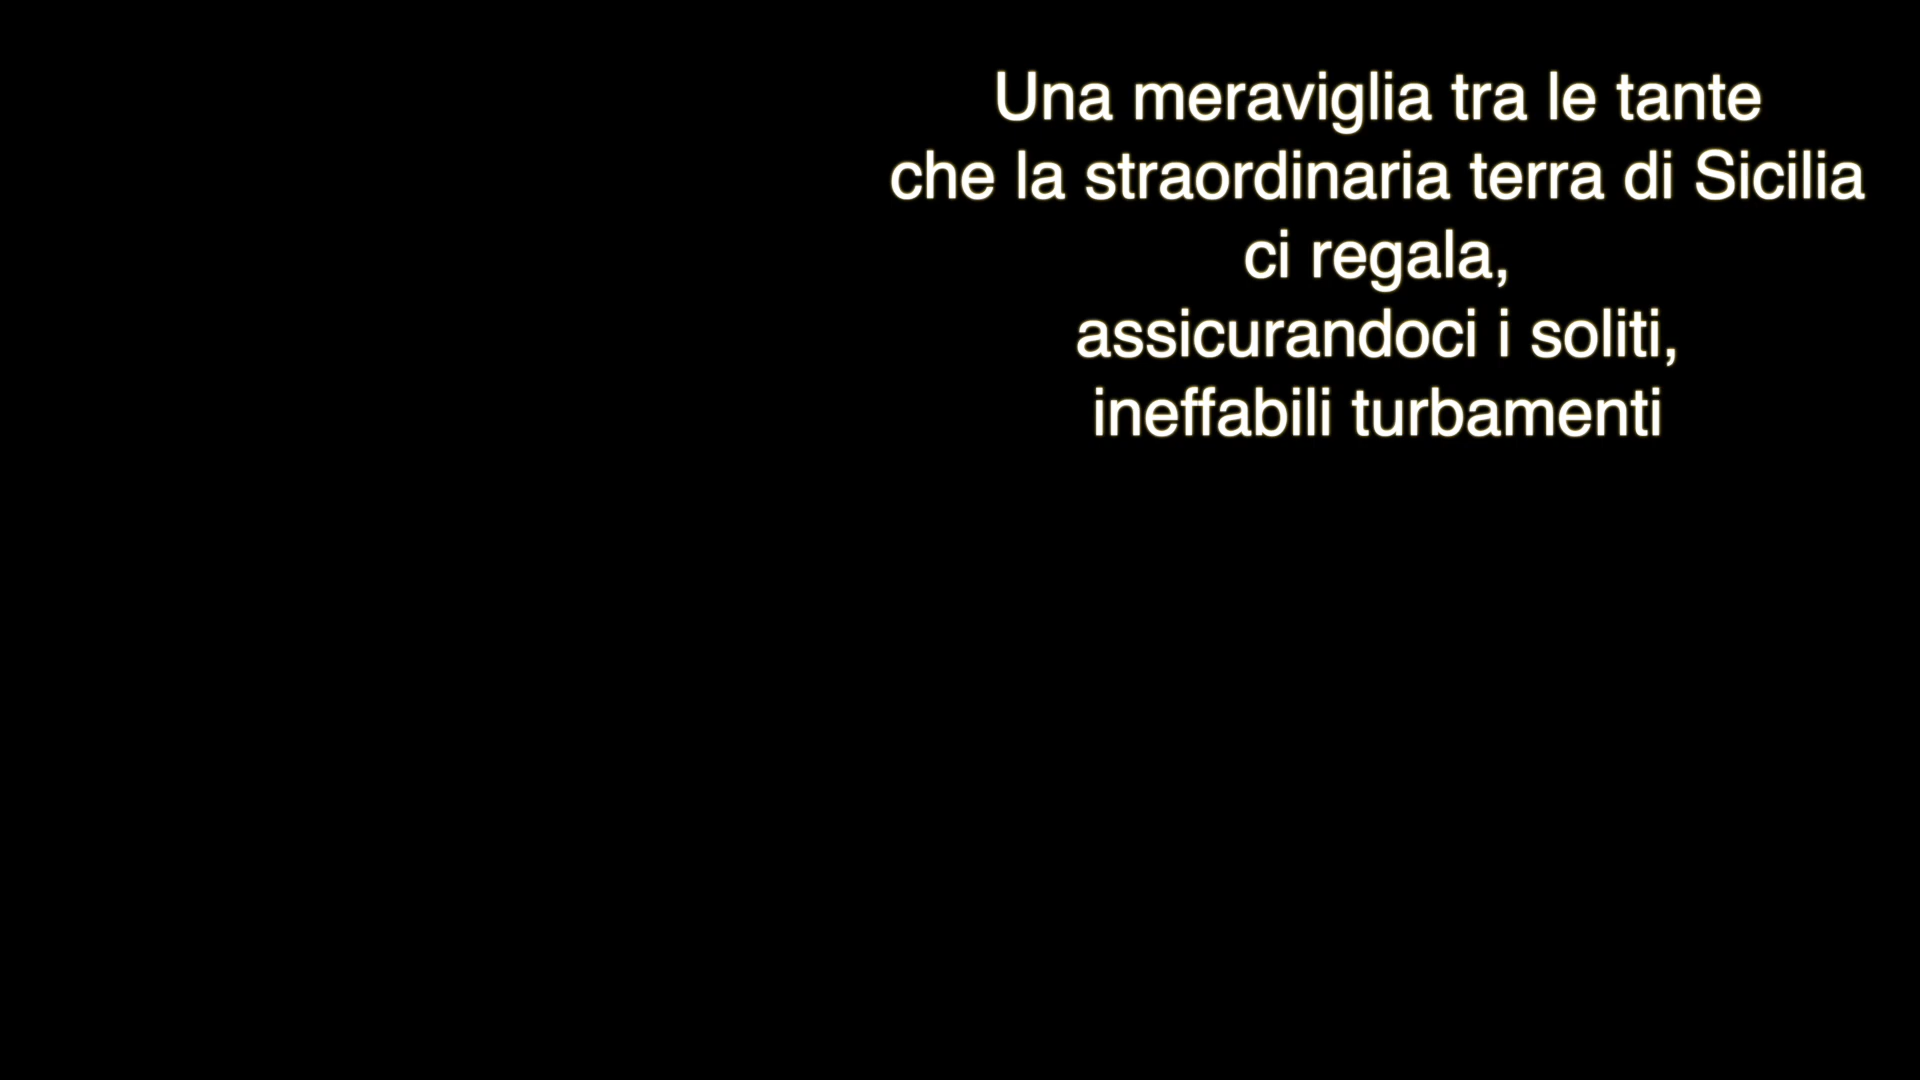 Una meraviglia tra le tante
che la straordinaria terra di Sicilia
ci regala,
assicurandoci i soliti,
ineffabili turbamenti